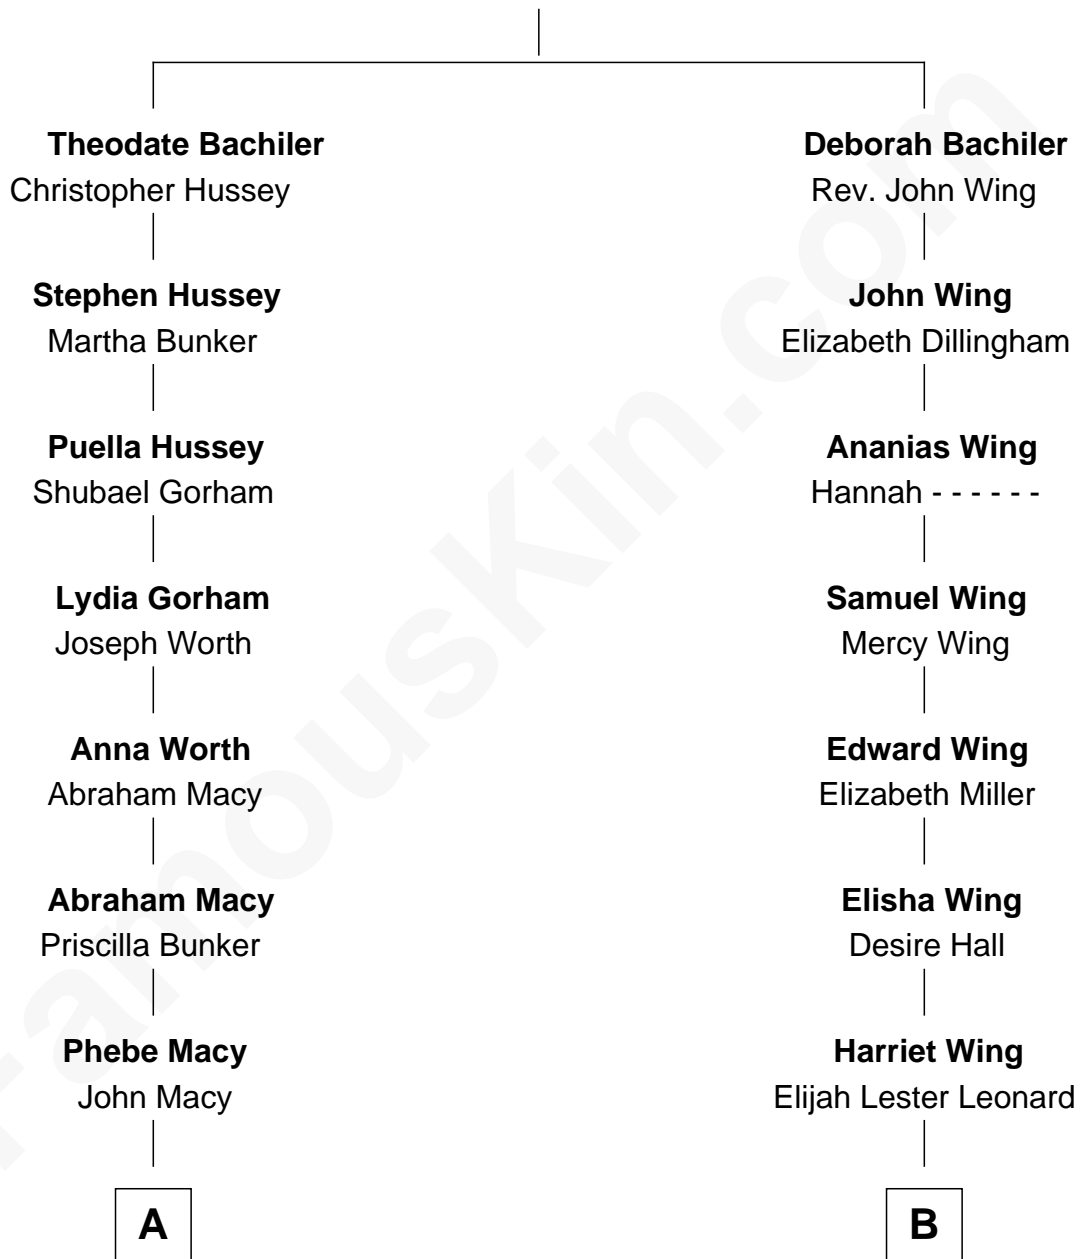 Theodate Bachiler
Christopher Hussey
Stephen Hussey
Martha Bunker
Puella Hussey
Shubael Gorham
Lydia Gorham
Joseph Worth
Anna Worth
Abraham Macy
Abraham Macy
Priscilla Bunker
Phebe Macy
John Macy
A
Deborah Bachiler
Rev. John Wing
John Wing
Elizabeth Dillingham
Ananias Wing
Hannah - - - - - -
Samuel Wing
Mercy Wing
Edward Wing
Elizabeth Miller
Elisha Wing
Desire Hall
Harriet Wing
Elijah Lester Leonard
B
FamousKin.com